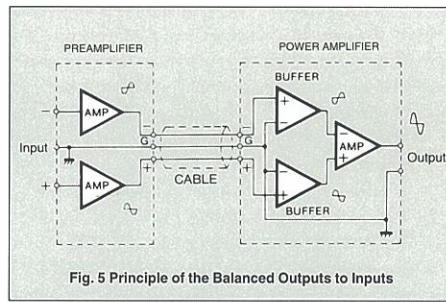 PREAMPLIFIER
POWER AMPLIFIER
BUFFER
−
AMP
−
G
−
G
+
−
−
+
AMP
Input
Output
+
AMP
+
+
CABLE
−
+
BUFFER
Fig. 5 Principle of the Balanced Outputs to Inputs